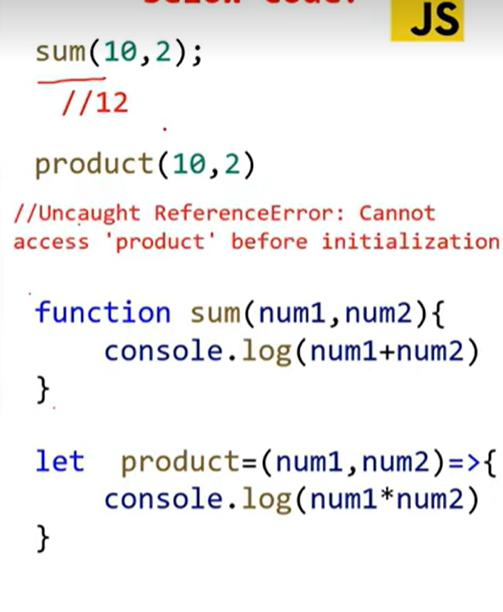 JS
sum(10,2);
//12
product(10,2)
//Uncaught ReferenceError: Cannot
access 'product' before initialization
function sum(num1,num2){
console.log(num1+num2)
}
let product=(num1,num2)=>{
console.log(num1*num2)
}